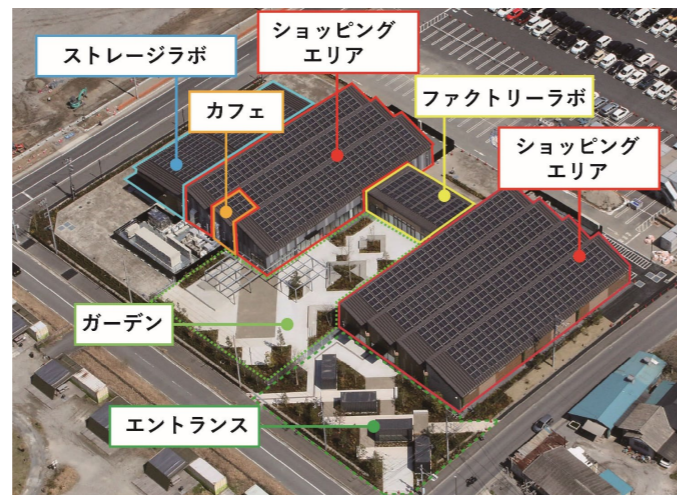 ストレージラボ
ショッピング
エリア
カフェ
ファクトリーラボ
ショッピング
エリア
ガーデン
エントランス